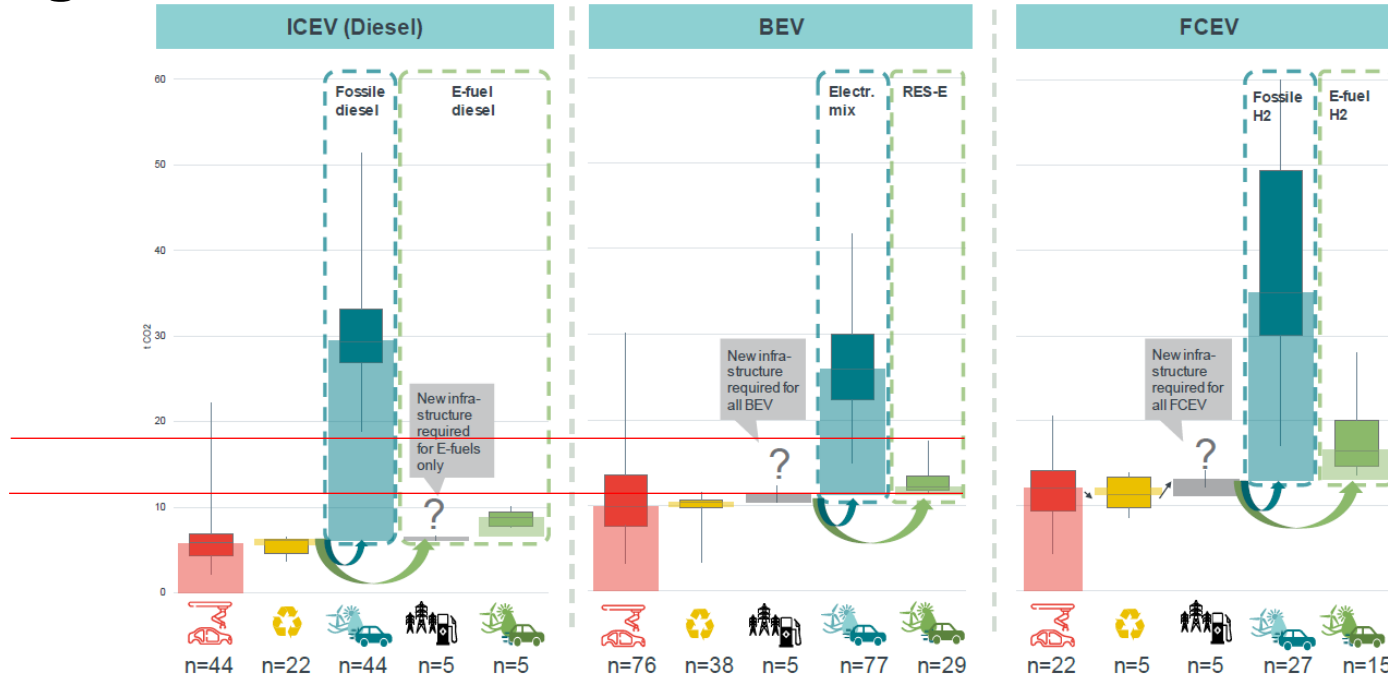 ICEV (Diesel)
BEV
FCEV
60
50
40
30
20
10
0
t CO2
Fossile
diesel
E-fuel
diesel
New infra-
structure
required
for E-fuels
only
?
n=44
n=22
n=44
n=5
n=5
Electr.
mix
RES-E
New infra-
structure
required for
all BEV
?
n=76
n=38
n=5
n=77
n=29
Fossile
H2
E-fuel
H2
New infra-
structure
required for
all FCEV
?
n=22
n=5
n=5
n=27
n=15